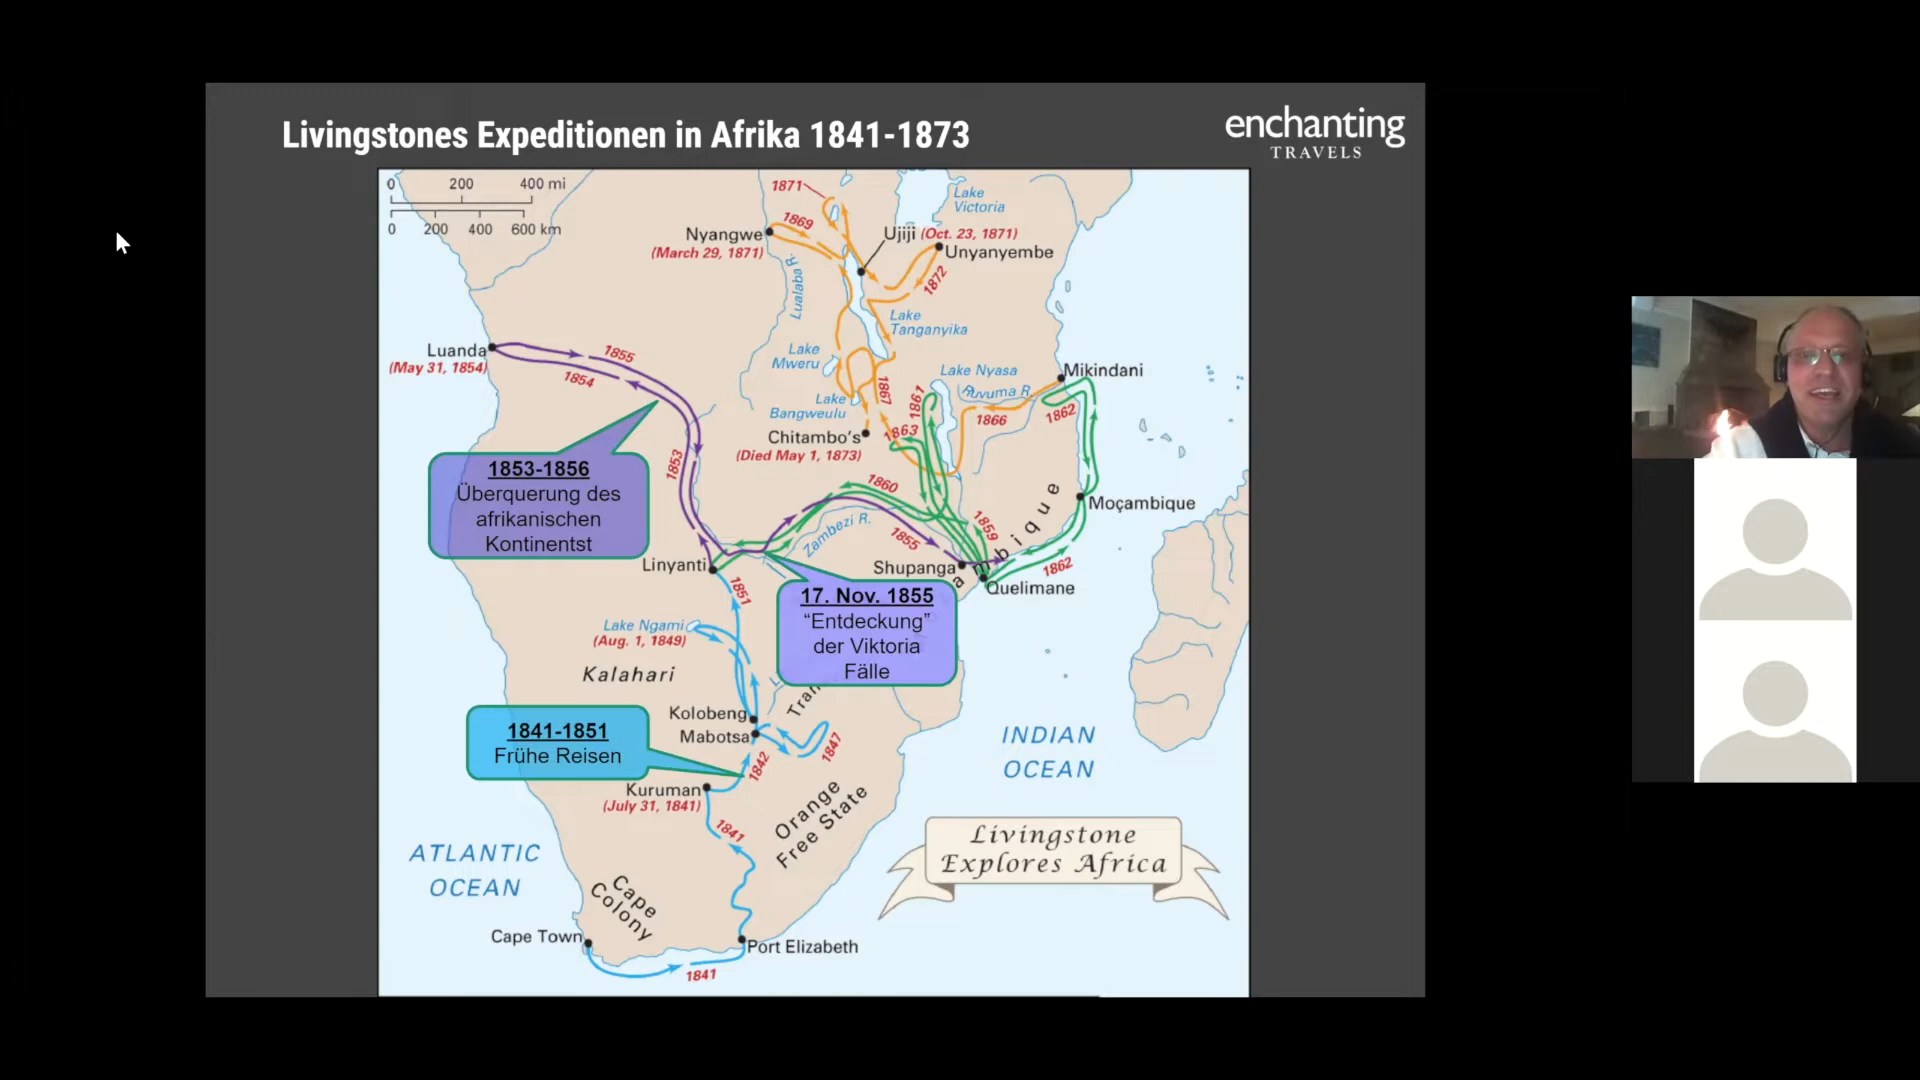 Livingstones Expeditionen in Afrika 1841-1873
enchanting
TRAVELS
0 200 400 mi
0 200 400 600 km
1871
Lake
Victoria
1869
Nyangwe
(March 29, 1871)
Ujiji (Oct. 23, 1871)
Unyanyembe
1872
Lualaba R.
Lake
Tanganyika
Luanda
(May 31, 1854)
1855
1854
Lake
Mweru
Lake Nyasa
Mikindani
Ruvuma R.
1867
1861
1866
1862
Lake
Bangweulu
Chitambo's
(Died May 1, 1873)
1863
1853-1856
Überquerung des
afrikanischen
Kontinentst
1853
1860
Zambezi R.
1855
1859
Moçambique
ambique
Linyanti
Shupanga
1862
Quelimane
1851
17. Nov. 1855
“Entdeckung”
der Viktoria
Fälle
Lake Ngami
(Aug. 1, 1849)
Kalahari
Tran
Kolobeng
Mabotsa
1847
1842
1841-1851
Frühe Reisen
Kuruman
(July 31, 1841)
1841
Orange
Free State
INDIAN
OCEAN
ATLANTIC
OCEAN
Livingstone
Explores Africa
Cape
Colony
Cape Town
Port Elizabeth
1841